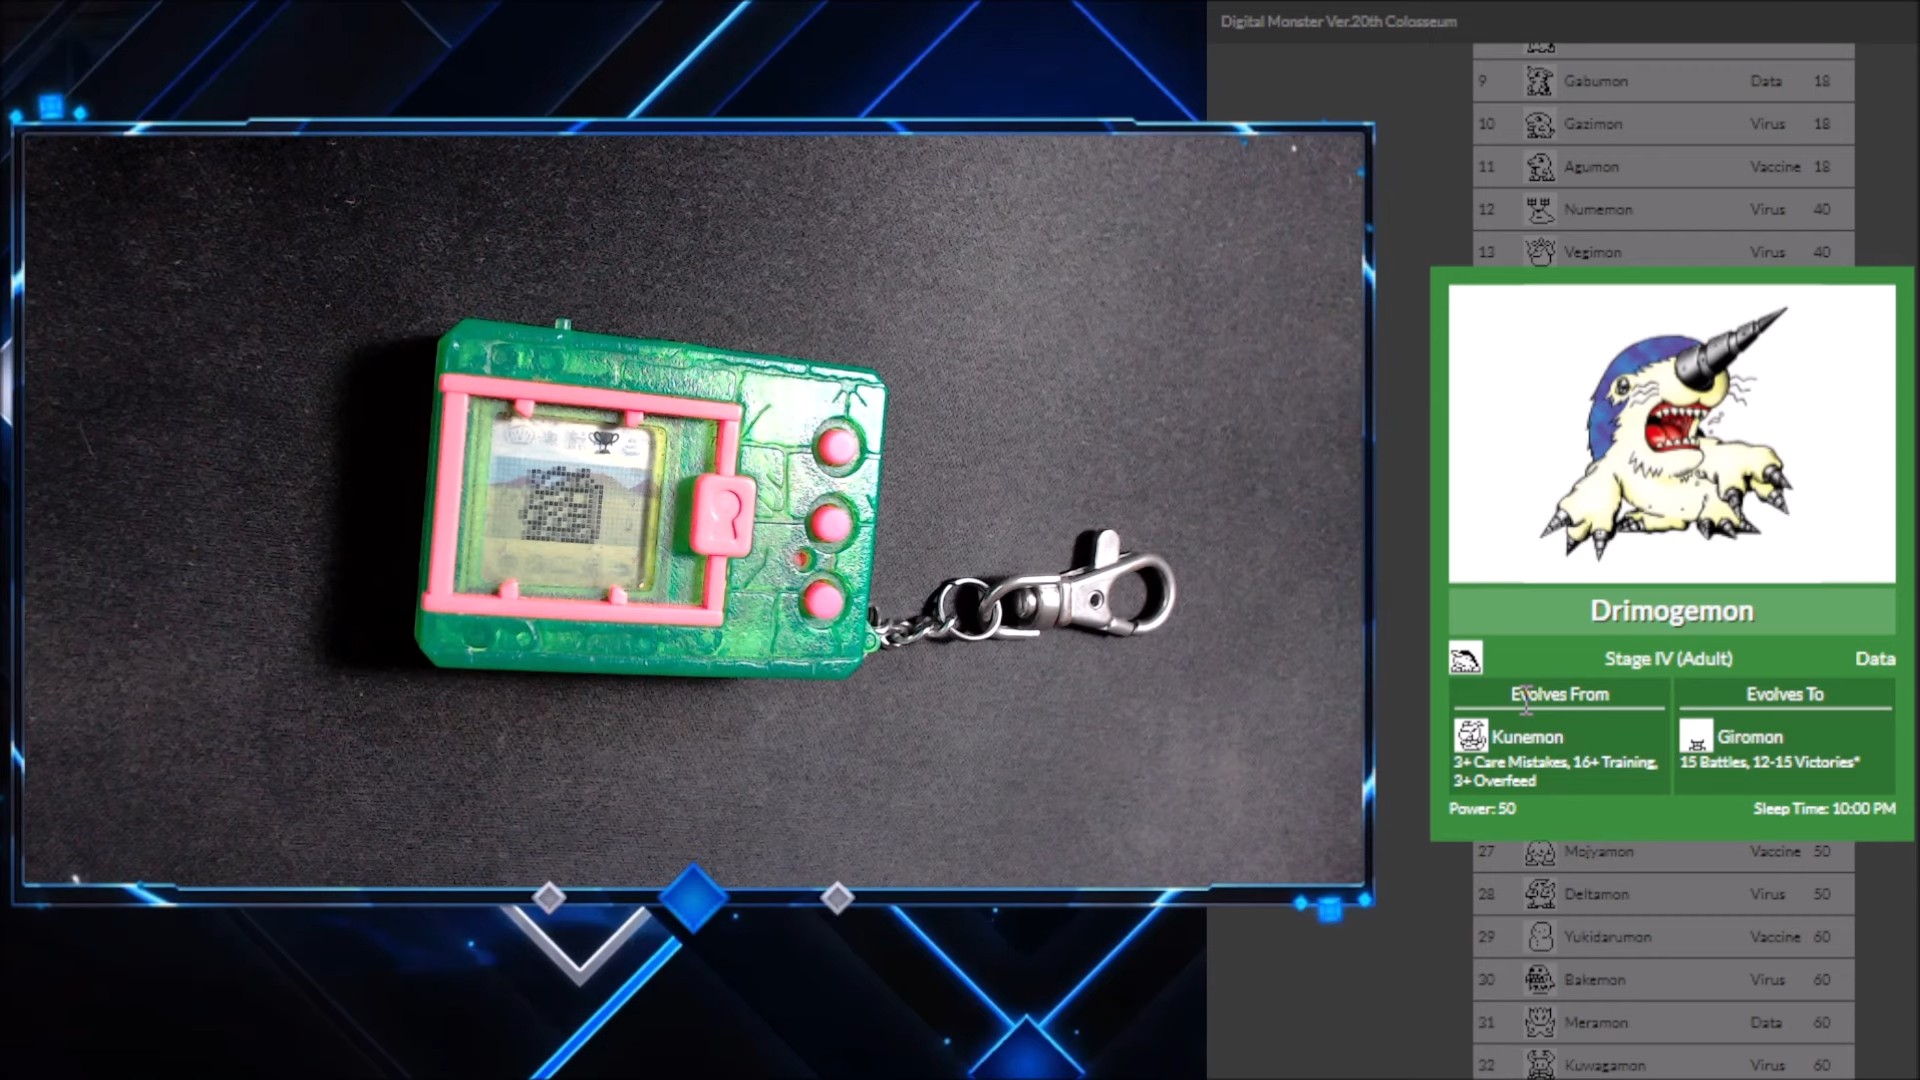 Digital Monster Ver.20th Colosseum
9 Gabumon Data 18
10 Gazimon Virus 18
11 Agumon Vaccine 18
12 Numemon Virus 40
13 Vegimon Virus 40
Drimogemon
Stage IV (Adult) Data
Evolves From
Kunemon
3+ Care Mistakes, 16+ Training,
3+ Overfeed
Evolves To
Giromon
15 Battles, 12-15 Victories*
Power: 50 Sleep Time: 10:00 PM
27 Mojyamon Vaccine 50
28 Deltamon Virus 50
29 Yukidarumon Vaccine 60
30 Bakemon Virus 60
31 Meramon Data 60
32 Kuwagamon Virus 60